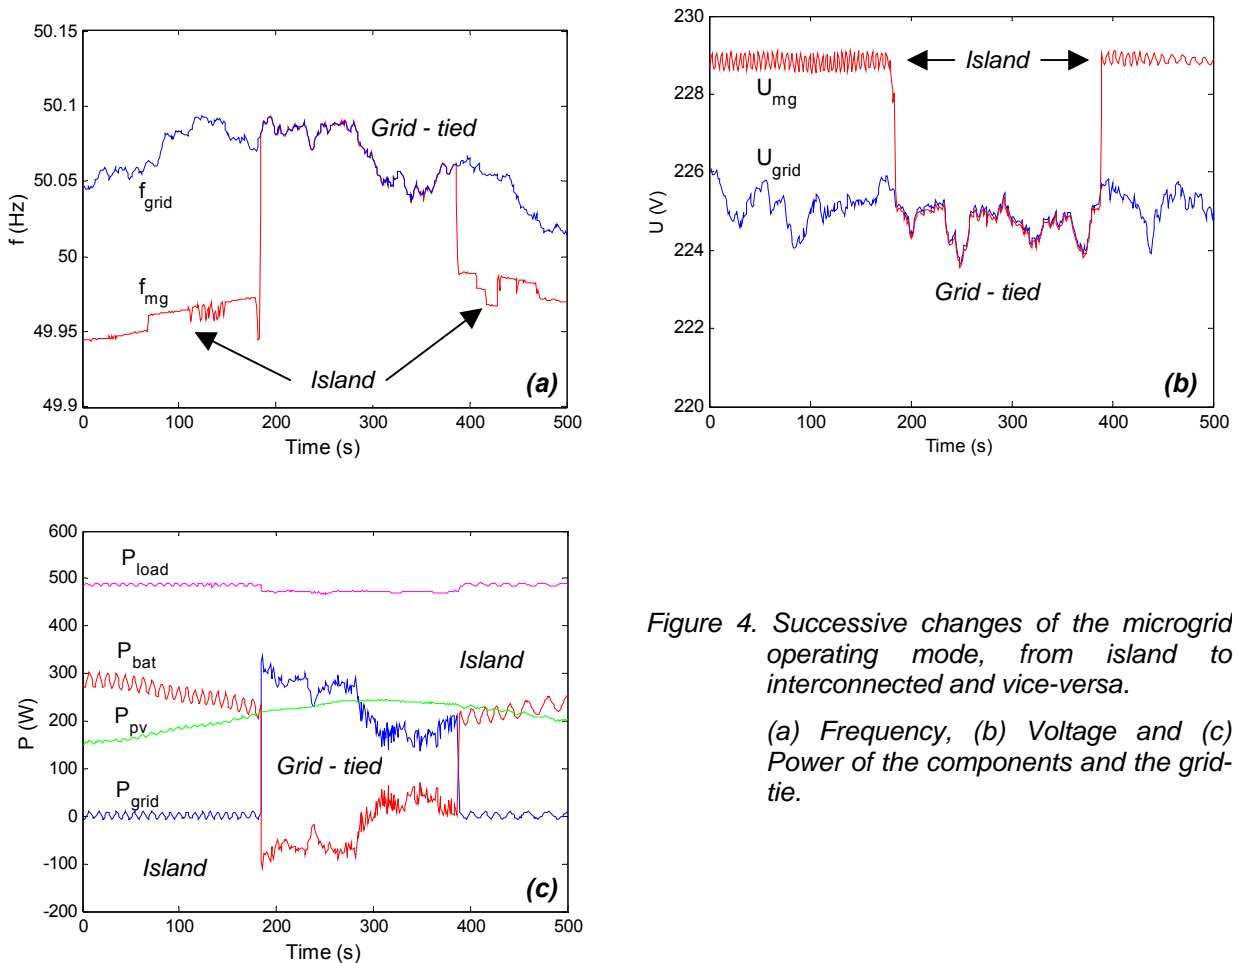 50.15
50.1
50.05
50
49.95
49.9
f (Hz)
0 100 200 300 400 500
Time (s)
f_grid
f_mg
Grid - tied
Island
(a)
230
228
226
224
222
220
U (V)
0 100 200 300 400 500
Time (s)
Island
U_mg
U_grid
Grid - tied
(b)
600
500
400
300
200
100
0
-100
-200
P (W)
0 100 200 300 400 500
Time (s)
P_load
P_bat
P_pv
P_grid
Island
Grid - tied
Island
(c)
Figure 4. Successive changes of the microgrid
operating mode, from island to
interconnected and vice-versa.
(a) Frequency, (b) Voltage and (c)
Power of the components and the grid-
tie.